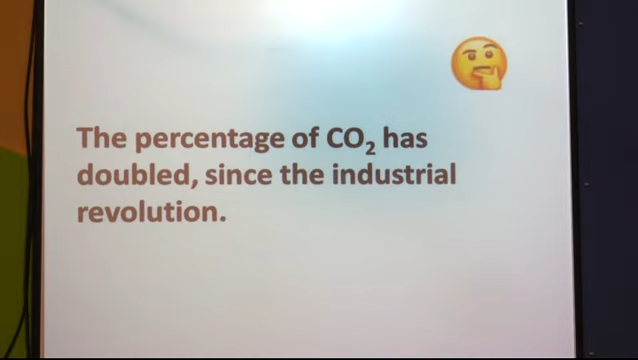 The percentage of CO₂ has
doubled, since the industrial
revolution.